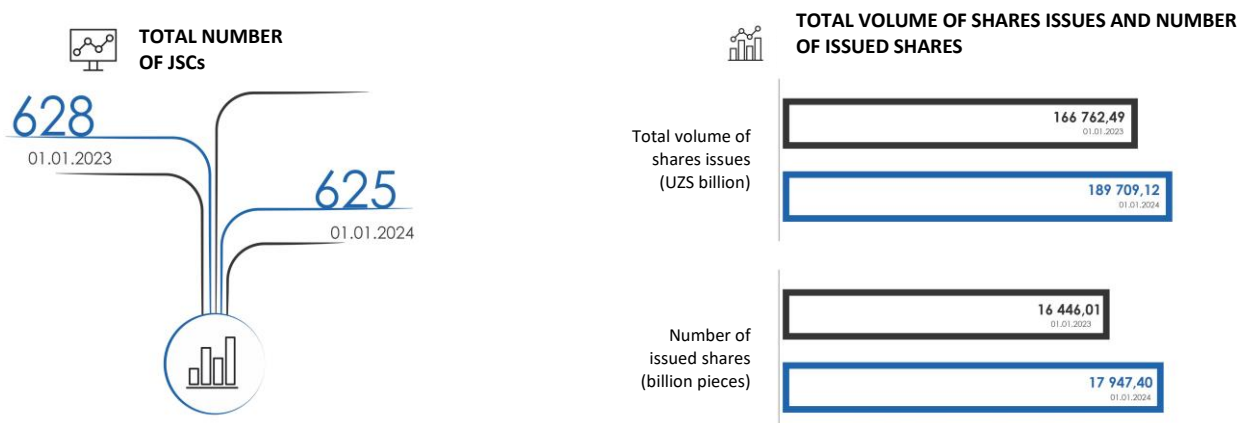 TOTAL NUMBER
OF JSCs
628
01.01.2023
625
01.01.2024
TOTAL VOLUME OF SHARES ISSUES AND NUMBER
OF ISSUED SHARES
Total volume of
shares issues
(UZS billion)
166 762,49
01.01.2023
189 709,12
01.01.2024
Number of
issued shares
(billion pieces)
16 446,01
01.01.2023
17 947,40
01.01.2024